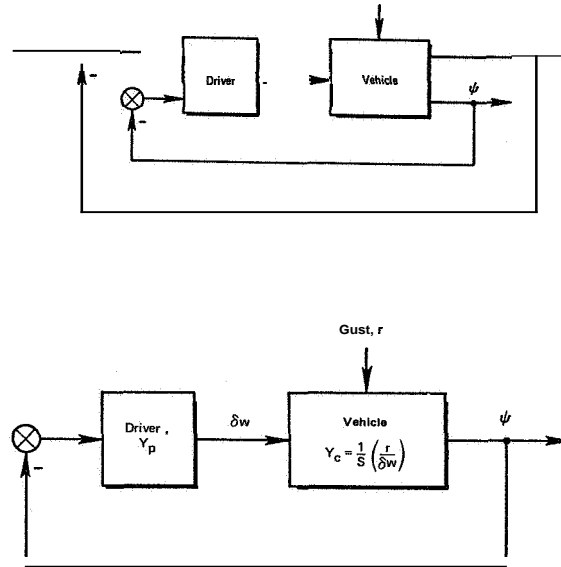 Driver
Vehicle
ψ
-
-
Gust, r
Driver ,
Yp
δw
Vehicle
Yc = 1/S (r/δw)
ψ
-